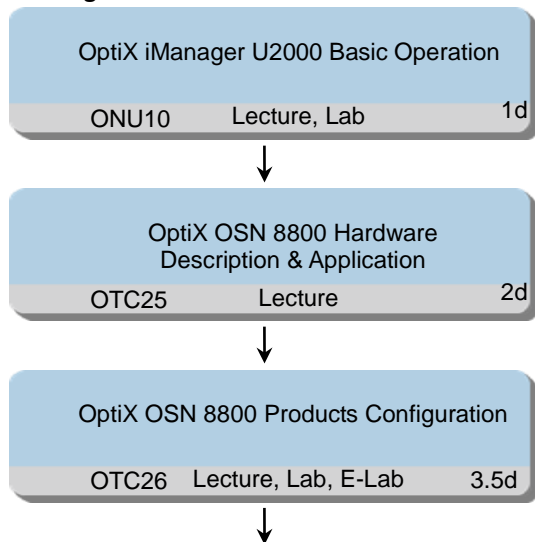 OptiX iManager U2000 Basic Operation
ONU10 Lecture, Lab 1d
OptiX OSN 8800 Hardware
Description & Application
OTC25 Lecture 2d
OptiX OSN 8800 Products Configuration
OTC26 Lecture, Lab, E-Lab 3.5d